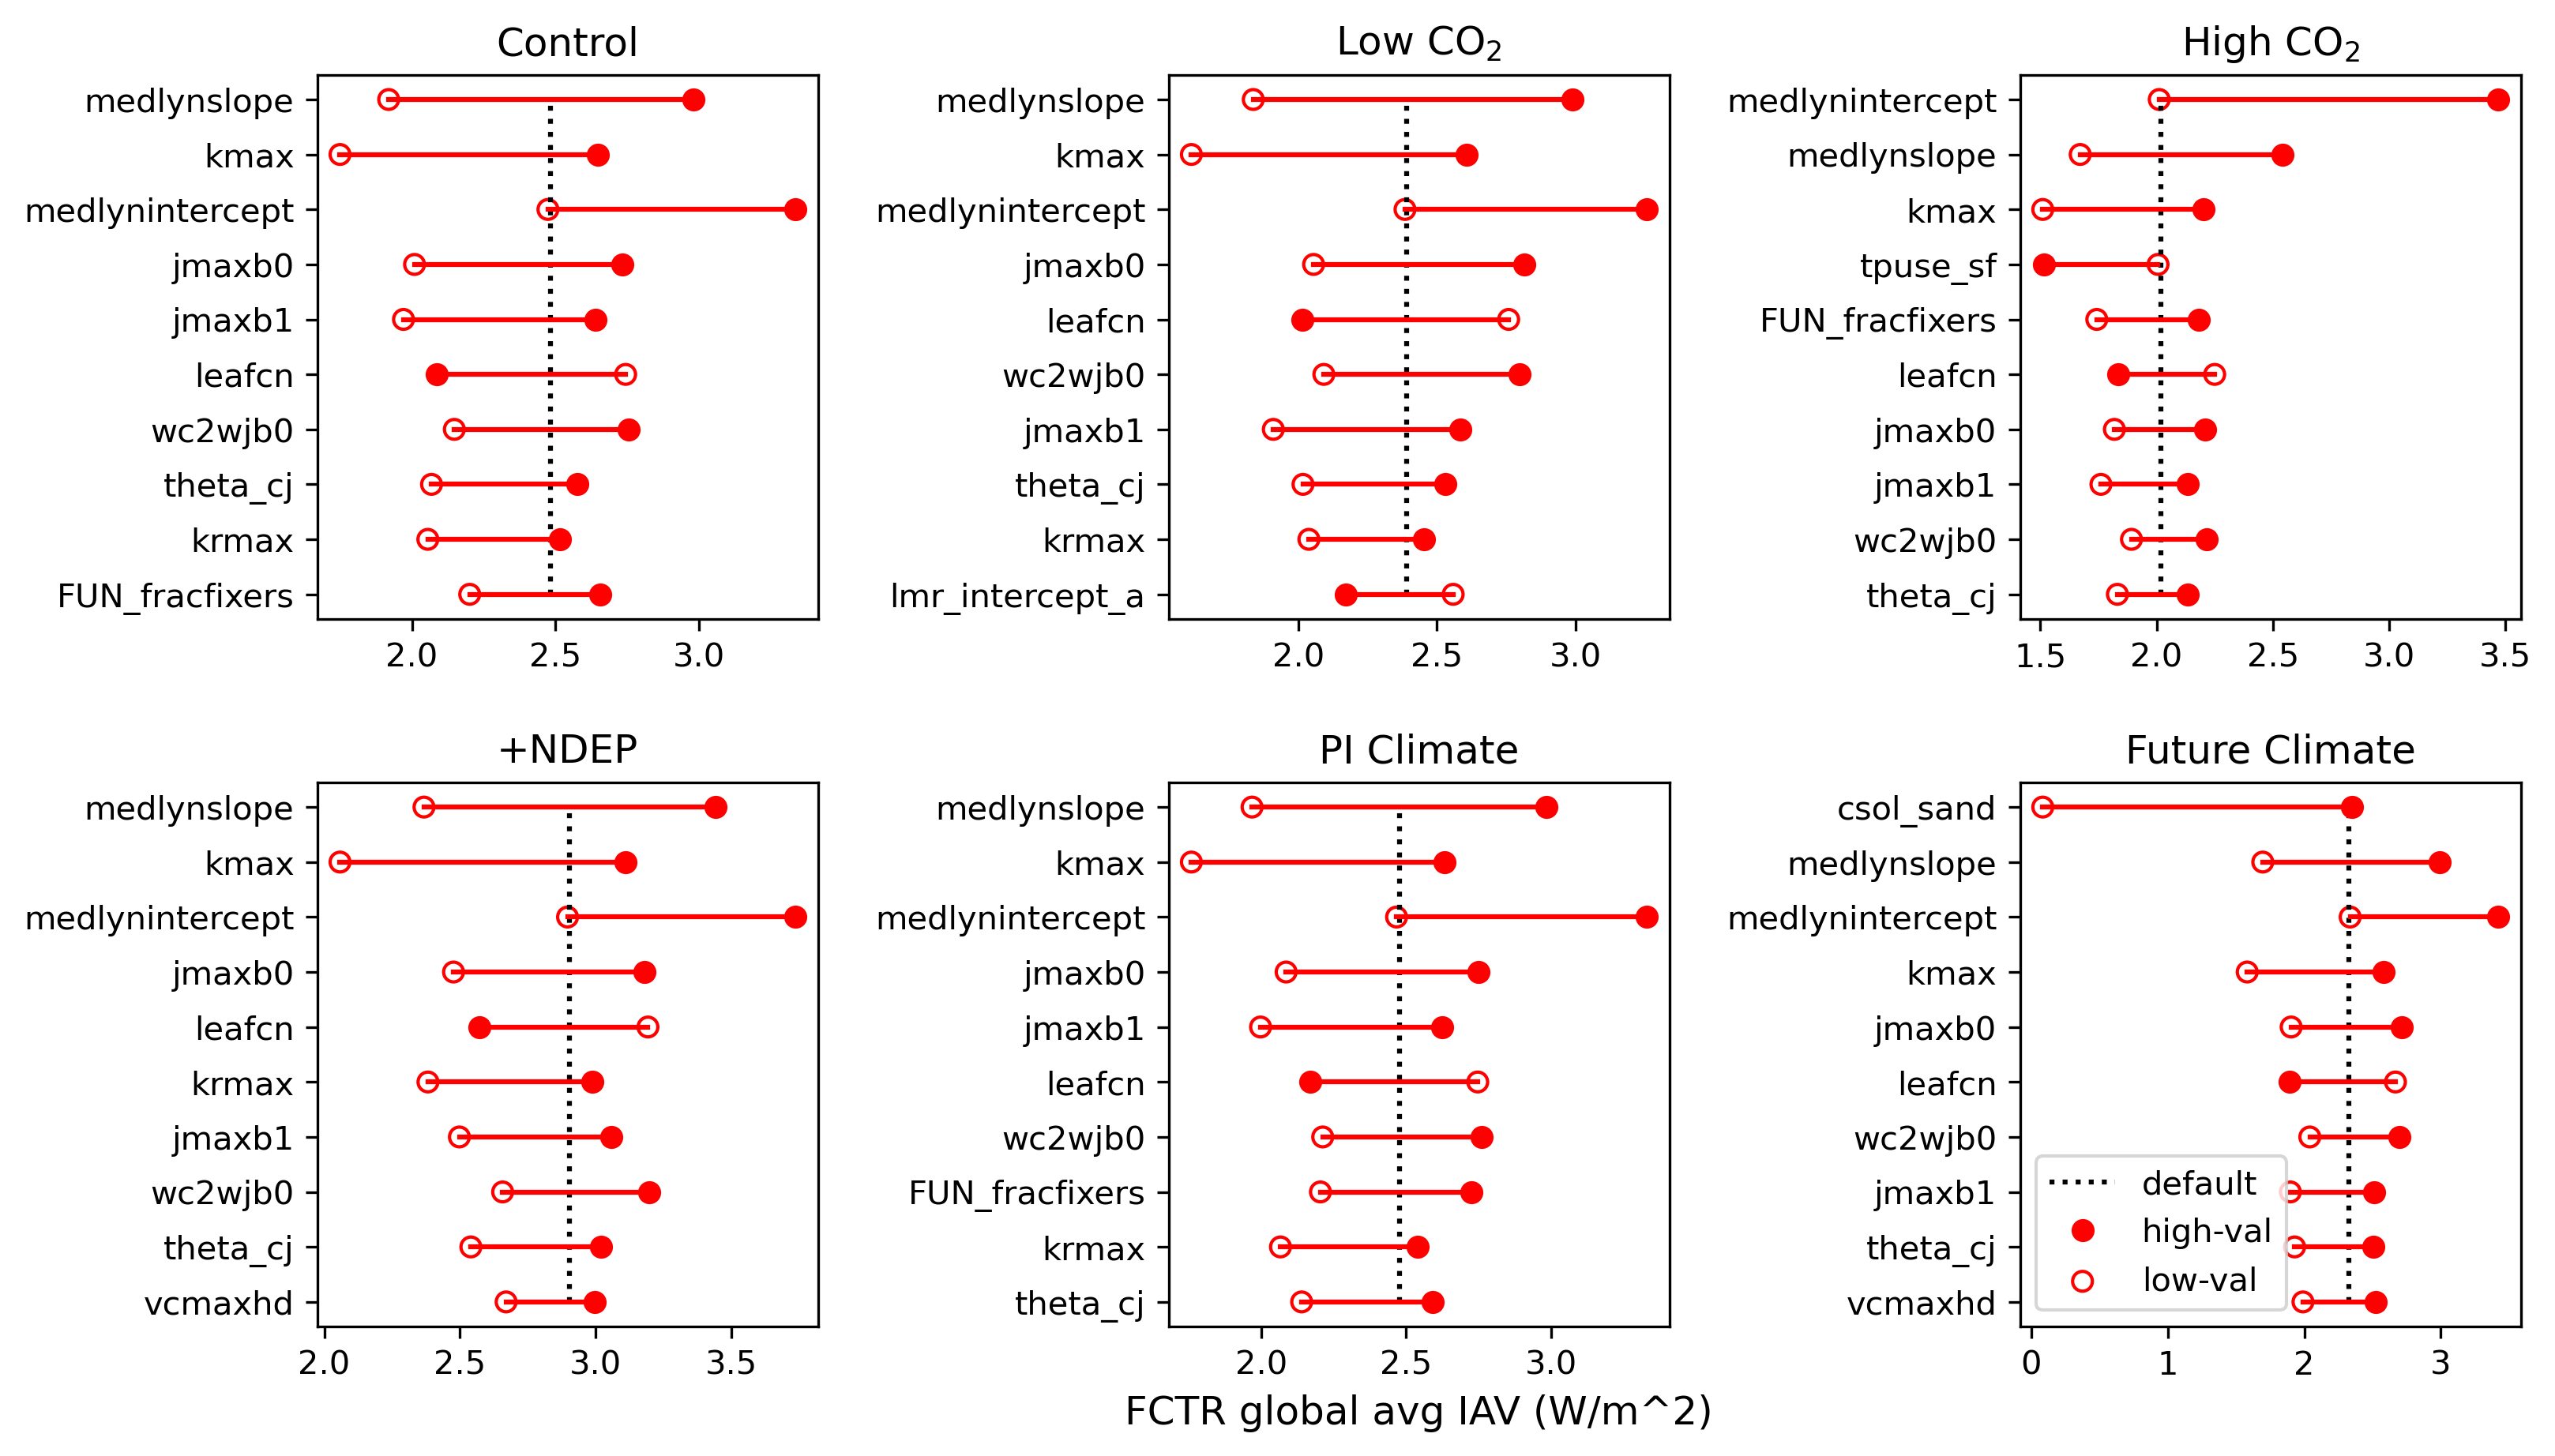 Control
medlynslope
kmax
medlynintercept
jmaxb0
jmaxb1
leafcn
wc2wjb0
theta_cj
krmax
FUN_fracfixers
2.0 2.5 3.0
Low CO₂
medlynslope
kmax
medlynintercept
jmaxb0
leafcn
wc2wjb0
jmaxb1
theta_cj
krmax
lmr_intercept_a
2.0 2.5 3.0
High CO₂
medlynintercept
medlynslope
kmax
tpuse_sf
FUN_fracfixers
leafcn
jmaxb0
jmaxb1
wc2wjb0
theta_cj
1.5 2.0 2.5 3.0 3.5
+NDEP
medlynslope
kmax
medlynintercept
jmaxb0
leafcn
krmax
jmaxb1
wc2wjb0
theta_cj
vcmaxhd
2.0 2.5 3.0 3.5
PI Climate
medlynslope
kmax
medlynintercept
jmaxb0
jmaxb1
leafcn
wc2wjb0
FUN_fracfixers
krmax
theta_cj
2.0 2.5 3.0
FCTR global avg IAV (W/m^2)
Future Climate
csol_sand
medlynslope
medlynintercept
kmax
jmaxb0
leafcn
wc2wjb0
jmaxb1
theta_cj
vcmaxhd
default
high-val
low-val
0 1 2 3